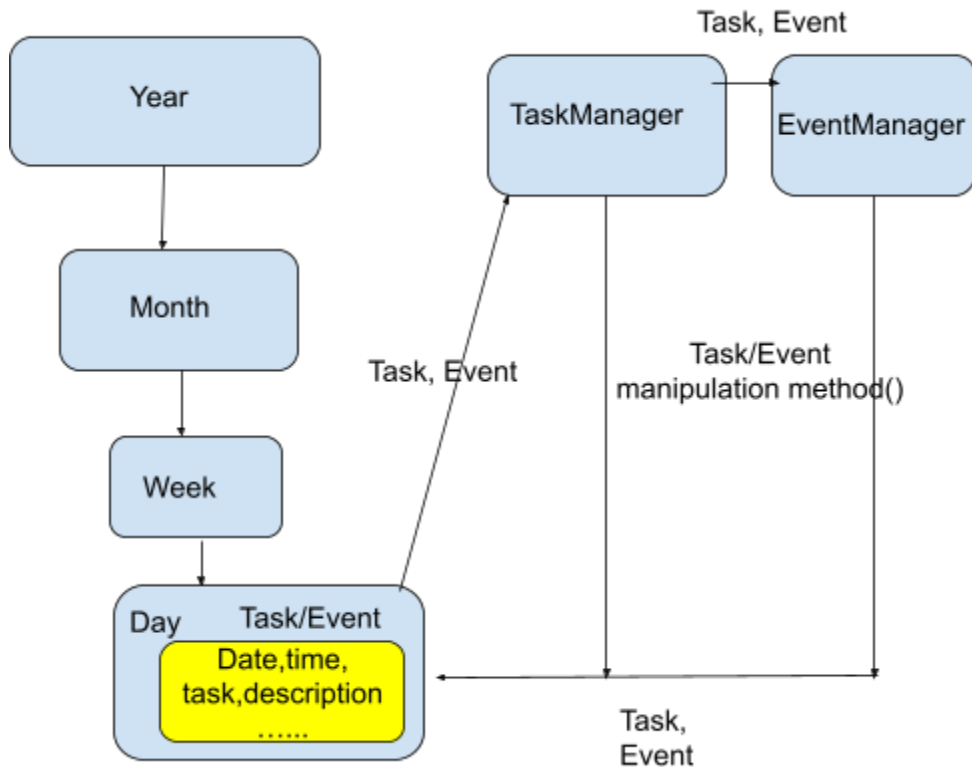 Task, Event
Year
TaskManager
EventManager
Month
Task, Event
Task/Event
manipulation method()
Week
Day
Task/Event
Date,time,
task,description
…...
Task,
Event